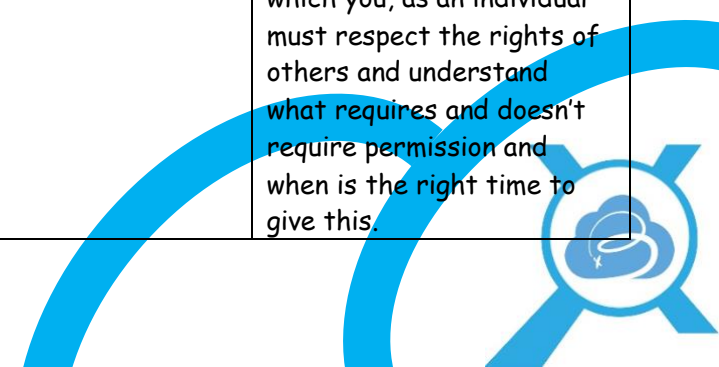 which you, as an individual
must respect the rights of
others and understand
what requires and doesn't
require permission and
when is the right time to
give this.